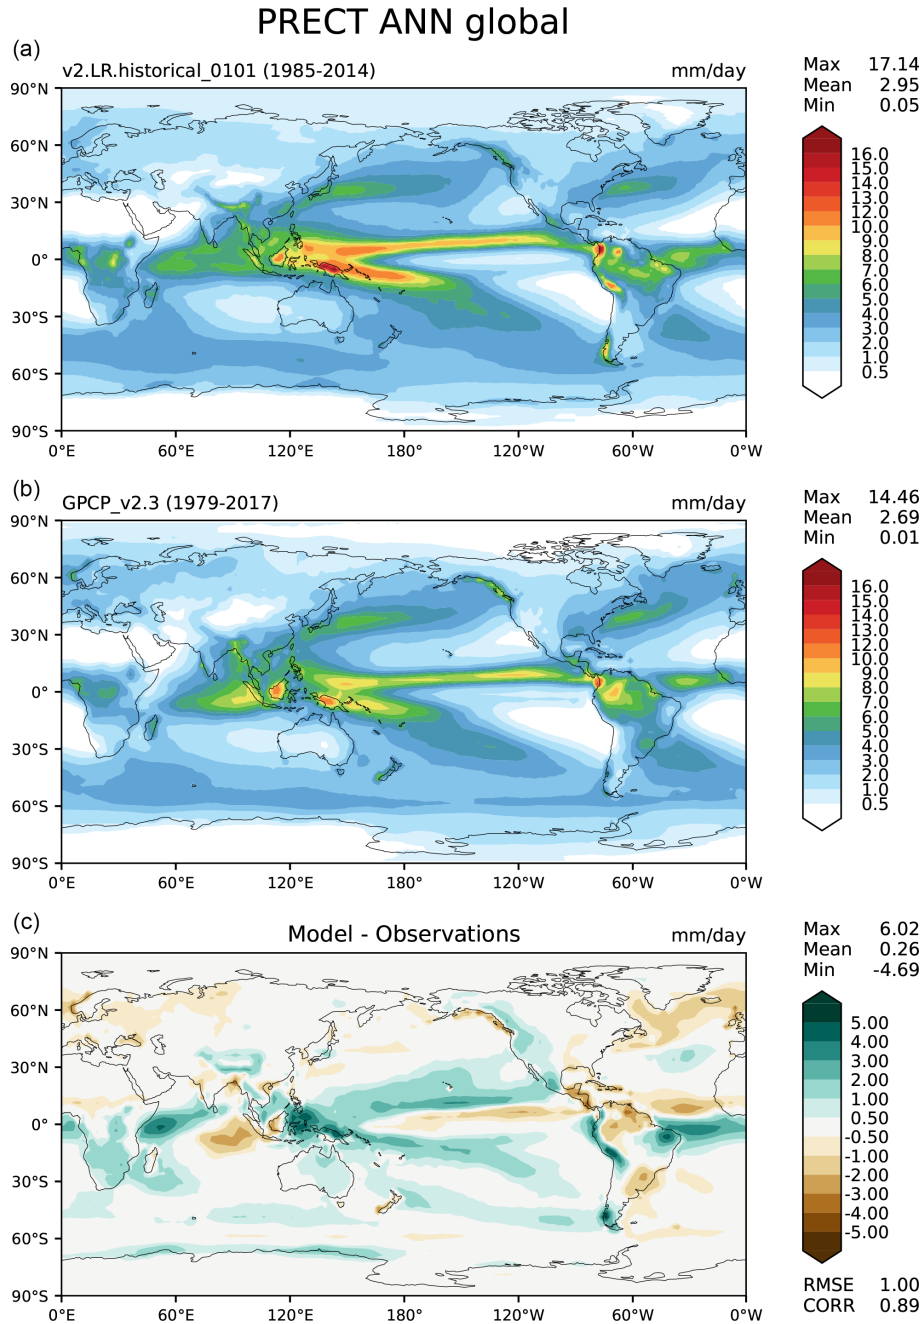 PRECT ANN global
(a)
v2.LR.historical_0101 (1985-2014) mm/day
Max 17.14
Mean 2.95
Min 0.05
90°N
60°N
30°N
0°
30°S
60°S
90°S
0°E 60°E 120°E 180° 120°W 60°W 0°W
16.0
15.0
14.0
13.0
12.0
11.0
10.0
9.0
8.0
7.0
6.0
5.0
4.0
3.0
2.0
1.0
0.5
(b)
GPCP_v2.3 (1979-2017) mm/day
Max 14.46
Mean 2.69
Min 0.01
90°N
60°N
30°N
0°
30°S
60°S
90°S
0°E 60°E 120°E 180° 120°W 60°W 0°W
16.0
15.0
14.0
13.0
12.0
11.0
10.0
9.0
8.0
7.0
6.0
5.0
4.0
3.0
2.0
1.0
0.5
(c)
Model - Observations mm/day
Max 6.02
Mean 0.26
Min -4.69
90°N
60°N
30°N
0°
30°S
60°S
90°S
0°E 60°E 120°E 180° 120°W 60°W 0°W
5.00
4.00
3.00
2.00
1.00
0.50
-0.50
-1.00
-2.00
-3.00
-4.00
-5.00
RMSE 1.00
CORR 0.89